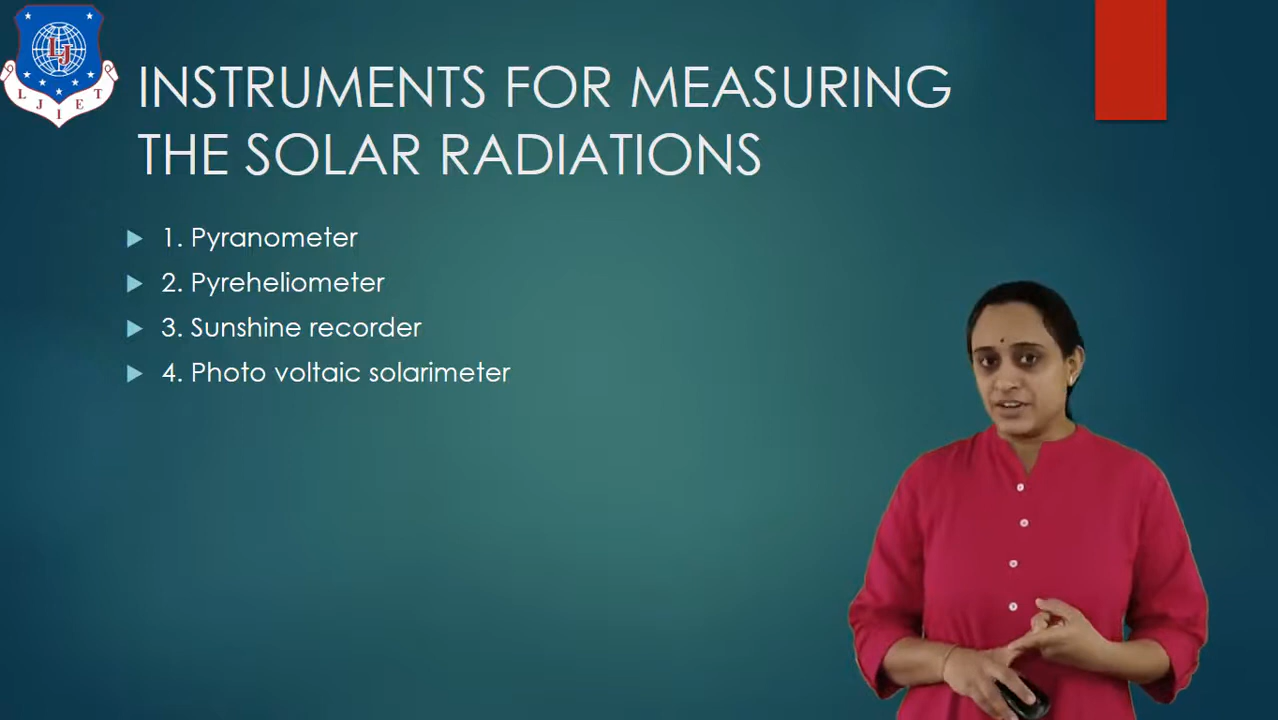 LJ
L J I E T
INSTRUMENTS FOR MEASURING
THE SOLAR RADIATIONS
1. Pyranometer
2. Pyreheliometer
3. Sunshine recorder
4. Photo voltaic solarimeter